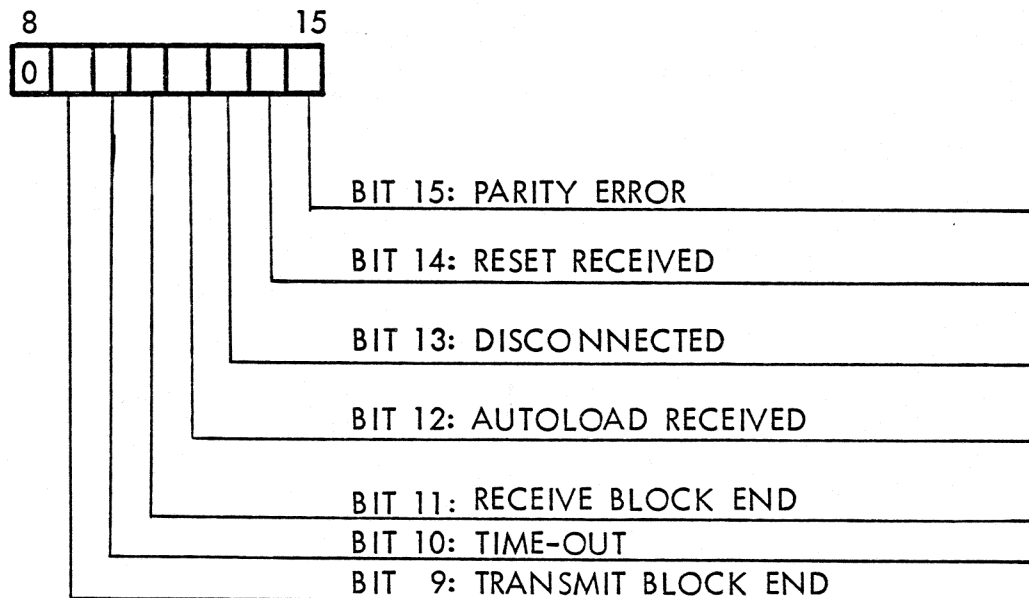 8 15
0
BIT 15: PARITY ERROR
BIT 14: RESET RECEIVED
BIT 13: DISCONNECTED
BIT 12: AUTOLOAD RECEIVED
BIT 11: RECEIVE BLOCK END
BIT 10: TIME-OUT
BIT 9: TRANSMIT BLOCK END